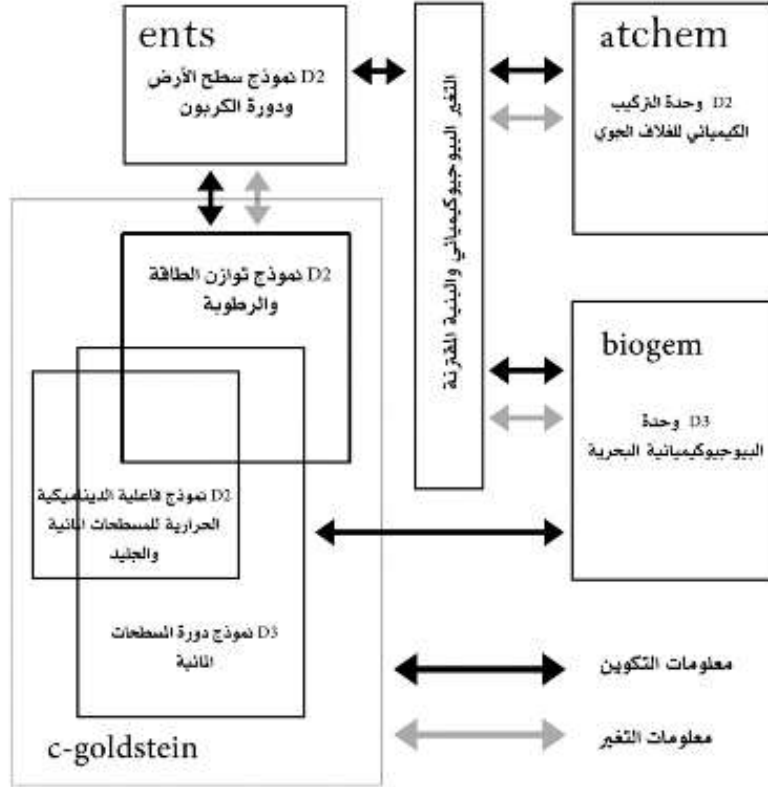 ents
D2 نموذج سطح الأرض
ودورة الكربون
التغير البيوجيوكيميائي والبنية المقترنة
atchem
D2 وحدة التركيب
الكيميائي للغلاف الجوي
D2 نموذج توازن الطاقة
والرطوبة
biogem
D3 وحدة
البيوجيوكيميائية البحرية
D2 نموذج فاعلية الديناميكية
الحرارية للمسطحات المائية
والجليد
D3 نموذج دورة المسطحات
المائية
c-goldstein
معلومات التكوين
معلومات التغير